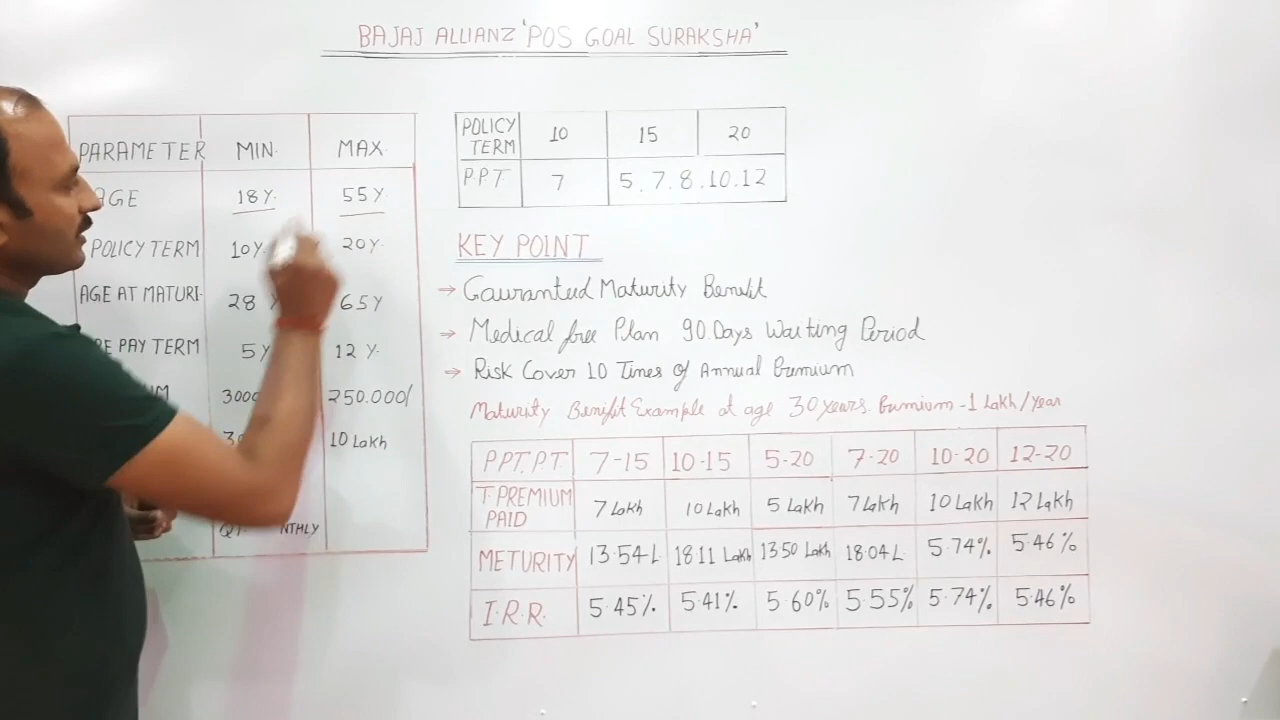 BAJAJ ALLIANZ 'POS GOAL SURAKSHA'
PARAMETER MIN. MAX.
AGE 18 Y. 55 Y.
POLICY TERM 10 Y. 20 Y.
AGE AT MATURI- 28 Y 65 Y
PAY TERM 5 Y 12 Y.
250.000/
10 Lakh
NTHLY
POLICY TERM 10 15 20
P.P.T 7 5, 7, 8, 10, 12
KEY POINT
→ Gauranteed Maturity Benefit
→ Medical free Plan 90 Days Waiting Period
→ Risk Cover 10 Times of Annual Premium
Maturity Benefit Example at age 30 years. Premium - 1 Lakh/year
PPT.P.T. 7-15 10-15 5-20 7-20 10-20 12-20
T.PREMIUM PAID 7 Lakh 10 Lakh 5 Lakh 7 Lakh 10 Lakh 12 Lakh
METURITY 13.54 L 18.11 Lakh 13.50 Lakh 18.04 L 5.74% 5.46%
I.R.R. 5.45% 5.41% 5.60% 5.55% 5.74% 5.46%